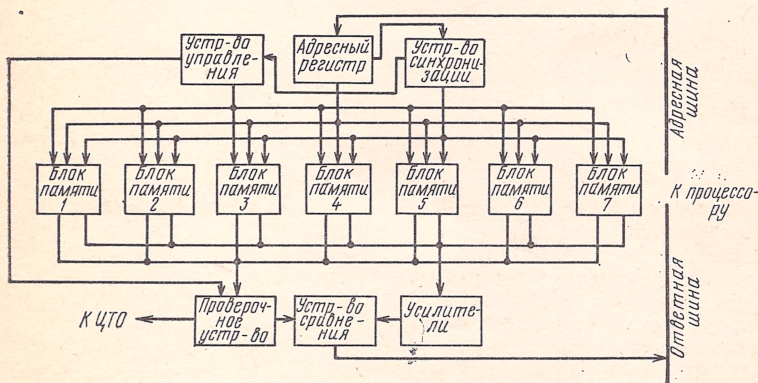 Устр-ва
управле-
ния
Адресный
регистр
Устр-ва
синхрони-
зации
Адресная
шина
Блок
памяти
1
Блок
памяти
2
Блок
памяти
3
Блок
памяти
4
Блок
памяти
5
Блок
памяти
6
Блок
памяти
7
К процессо-
ру
К ЦТО
Провероч-
ное
устр-во
Устр-во
сравне-
ния
Усилите-
ли
Ответная
шина